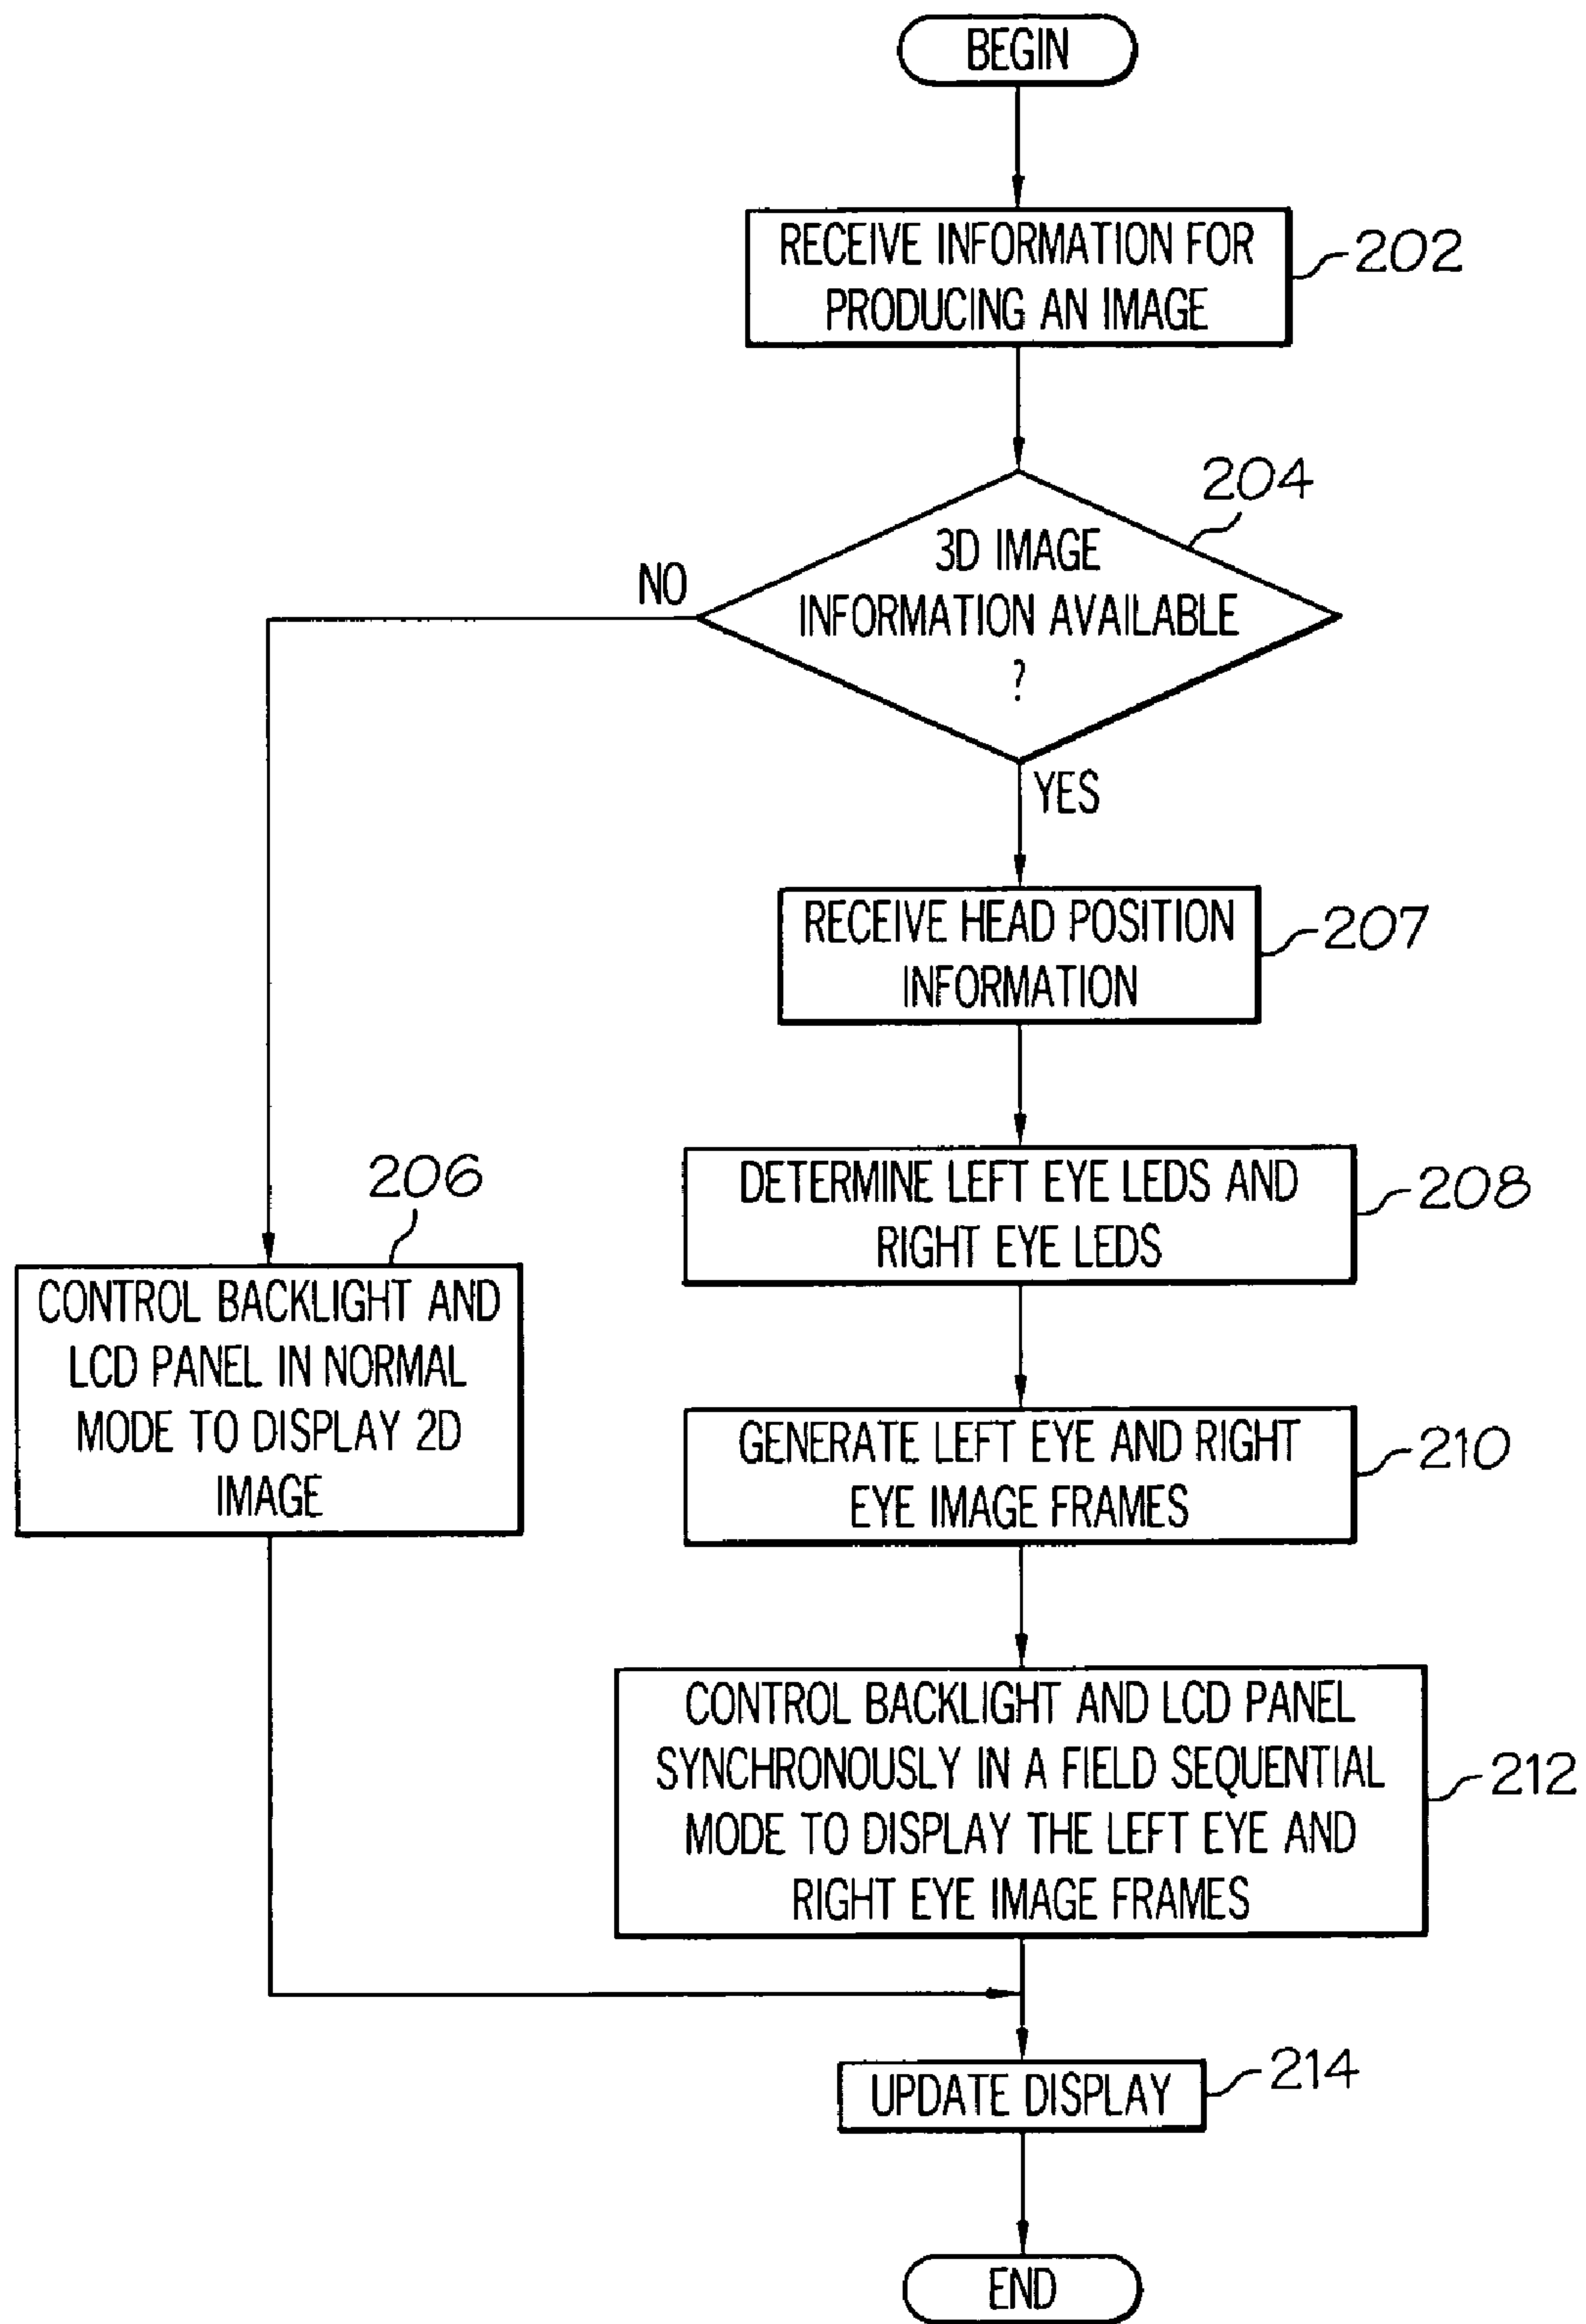 BEGIN
RECEIVE INFORMATION FOR
PRODUCING AN IMAGE
202
204
3D IMAGE
INFORMATION AVAILABLE
?
NO
YES
RECEIVE HEAD POSITION
INFORMATION
207
DETERMINE LEFT EYE LEDS AND
RIGHT EYE LEDS
208
206
CONTROL BACKLIGHT AND
LCD PANEL IN NORMAL
MODE TO DISPLAY 2D
IMAGE
GENERATE LEFT EYE AND RIGHT
EYE IMAGE FRAMES
210
CONTROL BACKLIGHT AND LCD PANEL
SYNCHRONOUSLY IN A FIELD SEQUENTIAL
MODE TO DISPLAY THE LEFT EYE AND
RIGHT EYE IMAGE FRAMES
212
UPDATE DISPLAY
214
END